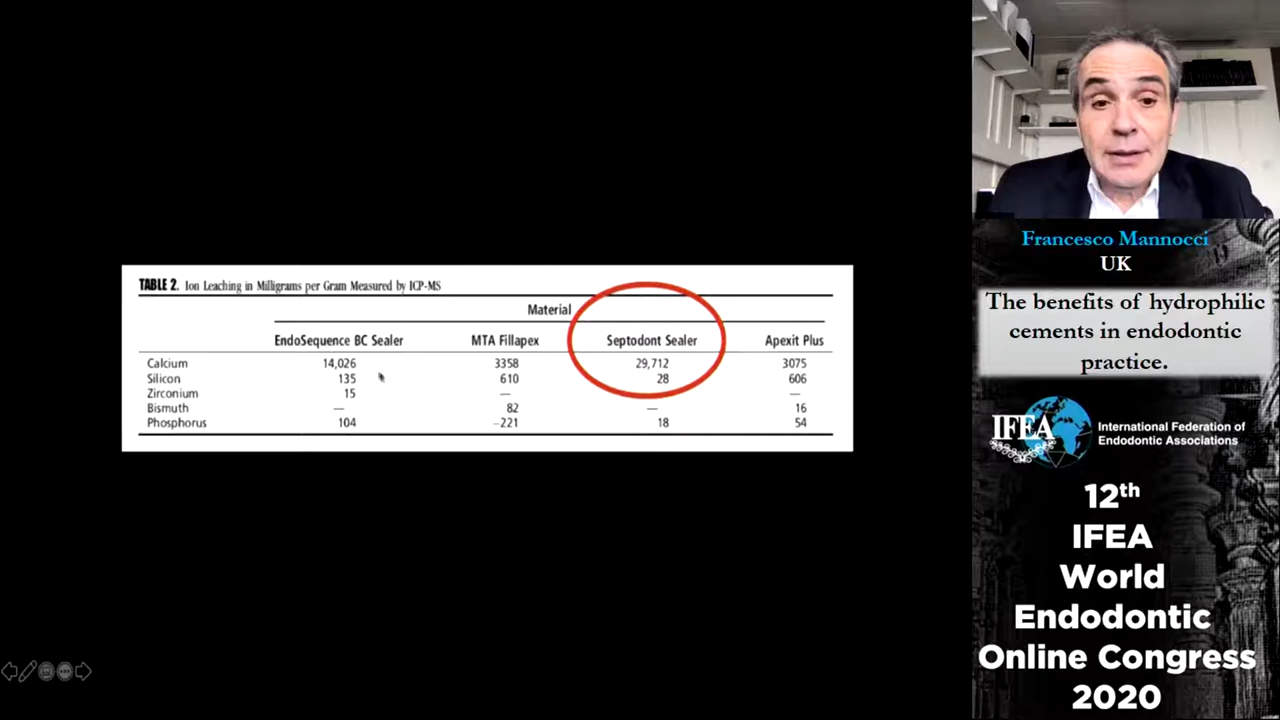 TABLE 2. Ion Leaching in Milligrams per Gram Measured by ICP-MS
Material
EndoSequence BC Sealer MTA Fillapex Septodont Sealer Apexit Plus
Calcium 14,026 3358 29,712 3075
Silicon 135 610 28 606
Zirconium 15 — — —
Bismuth — 82 — 16
Phosphorus 104 –221 18 54
Francesco Mannocci
UK
The benefits of hydrophilic
cements in endodontic
practice.
IFEA
International Federation of
Endodontic Associations
12th
IFEA
World
Endodontic
Online Congress
2020